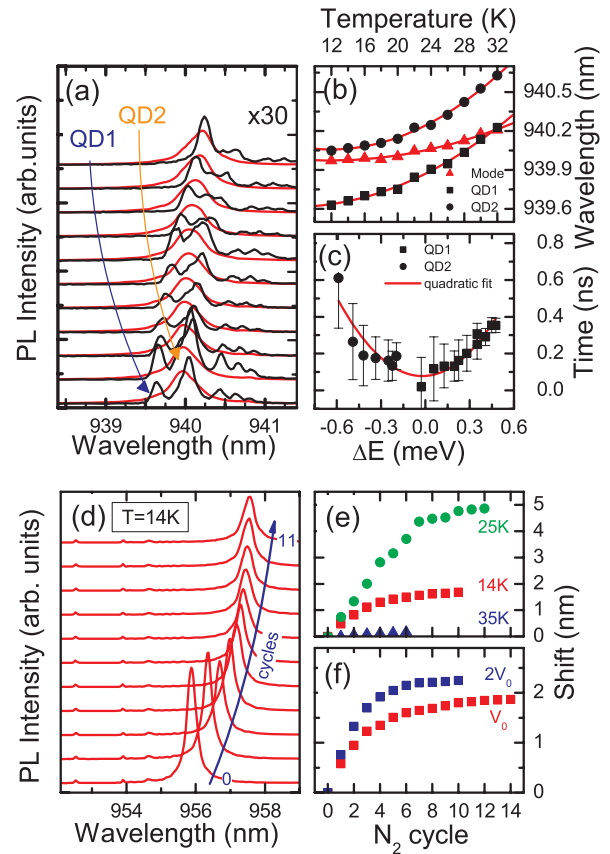 Temperature (K)
12 16 20 24 28 32
(a)
QD2
QD1
x30
PL Intensity (arb.units)
939 940 941
Wavelength (nm)
(b)
Mode
QD1
QD2
940.5
940.2
939.9
939.6
Wavelength (nm)
(c)
QD1
QD2
quadratic fit
0.6
0.4
0.2
0.0
Time (ns)
-0.6 -0.3 0.0 0.3 0.6
ΔE (meV)
(d)
T=14K
11
cycles
0
PL Intensity (arb. units)
954 956 958
Wavelength (nm)
(e)
25K
14K
35K
5
4
3
2
1
0
(f)
2V₀
V₀
2
1
0
Shift (nm)
0 2 4 6 8 10 12 14
N₂ cycle